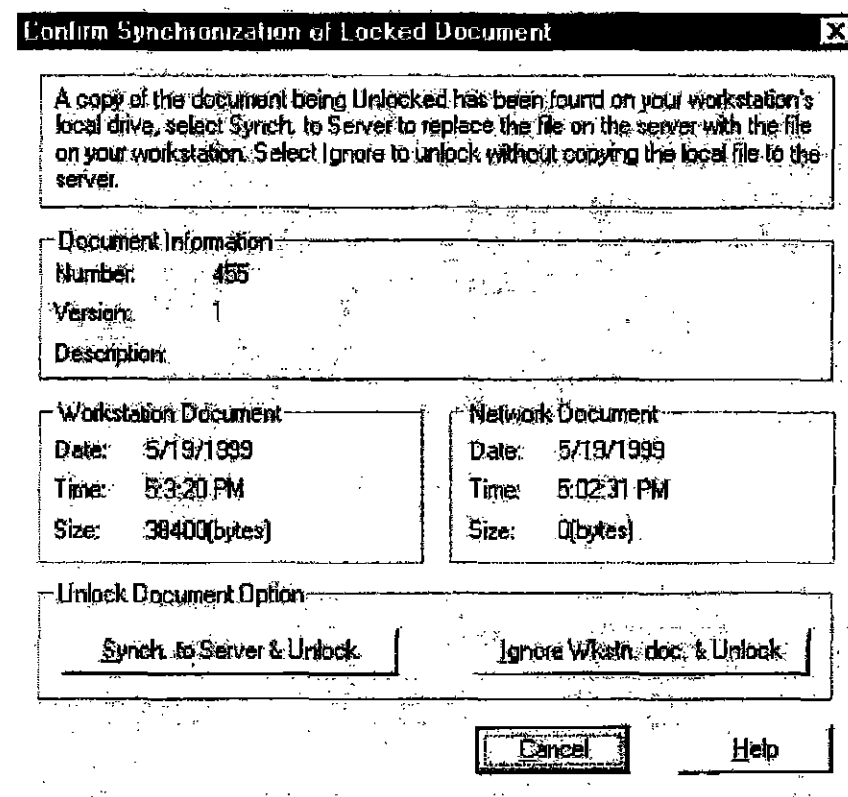 Confirm Synchronization of Locked Document
A copy of the document being Unlocked has been found on your workstation's
local drive, select Synch. to Server to replace the file on the server with the file
on your workstation. Select Ignore to unlock without copying the local file to the
server.
Document Information
Number: 455
Version: 1
Description:
Workstation Document
Date: 5/19/1999
Time: 5:3:20 PM
Size: 38400(bytes)
Network Document
Date: 5/19/1999
Time: 5:02:31 PM
Size: 0(bytes)
Unlock Document Option
Synch. to Server & Unlock
Ignore Wkstn. doc. & Unlock
Cancel
Help